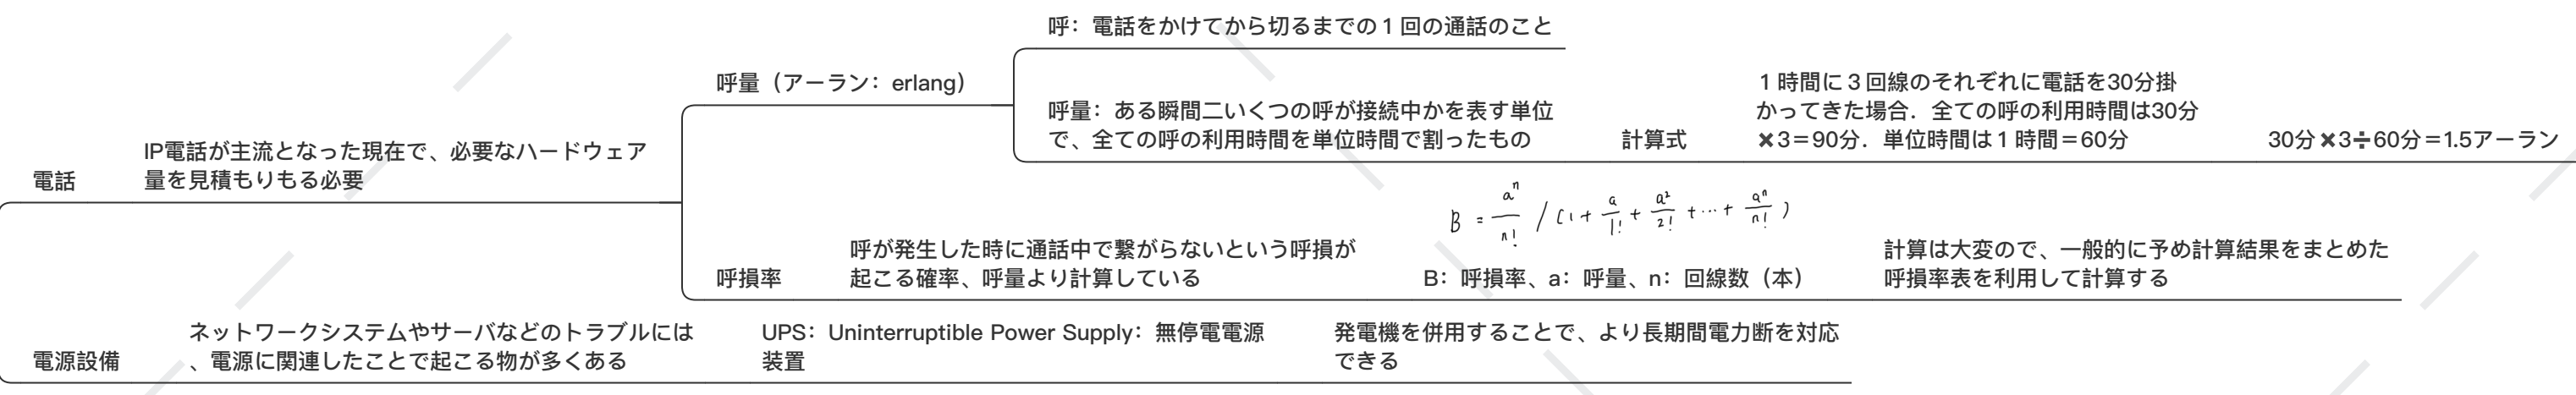 呼：電話をかけてから切るまでの１回の通話のこと
呼量（アーラン：erlang）
呼量：ある瞬間二いくつの呼が接続中かを表す単位
で、全ての呼の利用時間を単位時間で割ったもの
計算式
１時間に３回線のそれぞれに電話を30分掛
かってきた場合．全ての呼の利用時間は30分
✖3＝90分．単位時間は１時間＝60分
30分✖3➗60分＝1.5アーラン
電話
IP電話が主流となった現在で、必要なハードウェア
量を見積もりもる必要
呼損率
呼が発生した時に通話中で繋がらないという呼損が
起こる確率、呼量より計算している
B = a^n/n! / (1 + a/1! + a²/2! + … + a^n/n!)
B：呼損率、a：呼量、n：回線数（本）
計算は大変ので、一般的に予め計算結果をまとめた
呼損率表を利用して計算する
電源設備
ネットワークシステムやサーバなどのトラブルには
、電源に関連したことで起こる物が多くある
UPS：Uninterruptible Power Supply：無停電電源
装置
発電機を併用することで、より長期間電力断を対応
できる